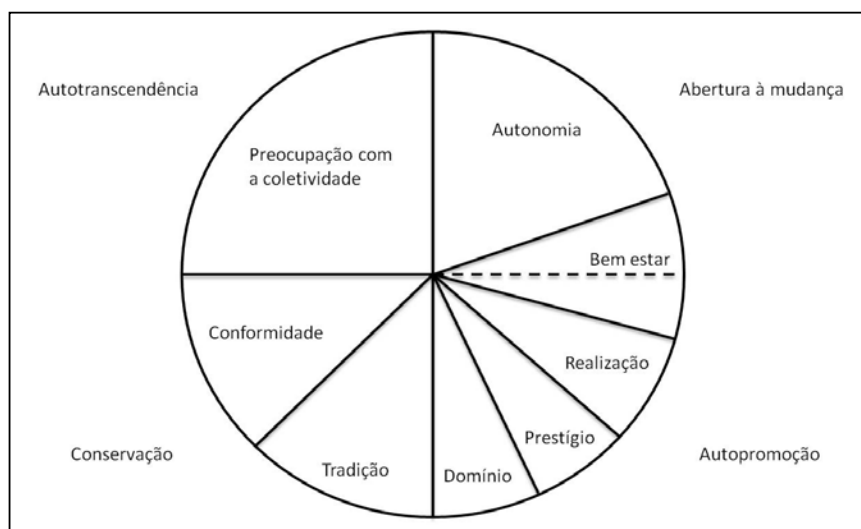 Autotranscendência
Abertura à mudança
Autonomia
Preocupação com
a coletividade
Bem estar
Conformidade
Realização
Prestígio
Conservação
Tradição
Domínio
Autopromoção